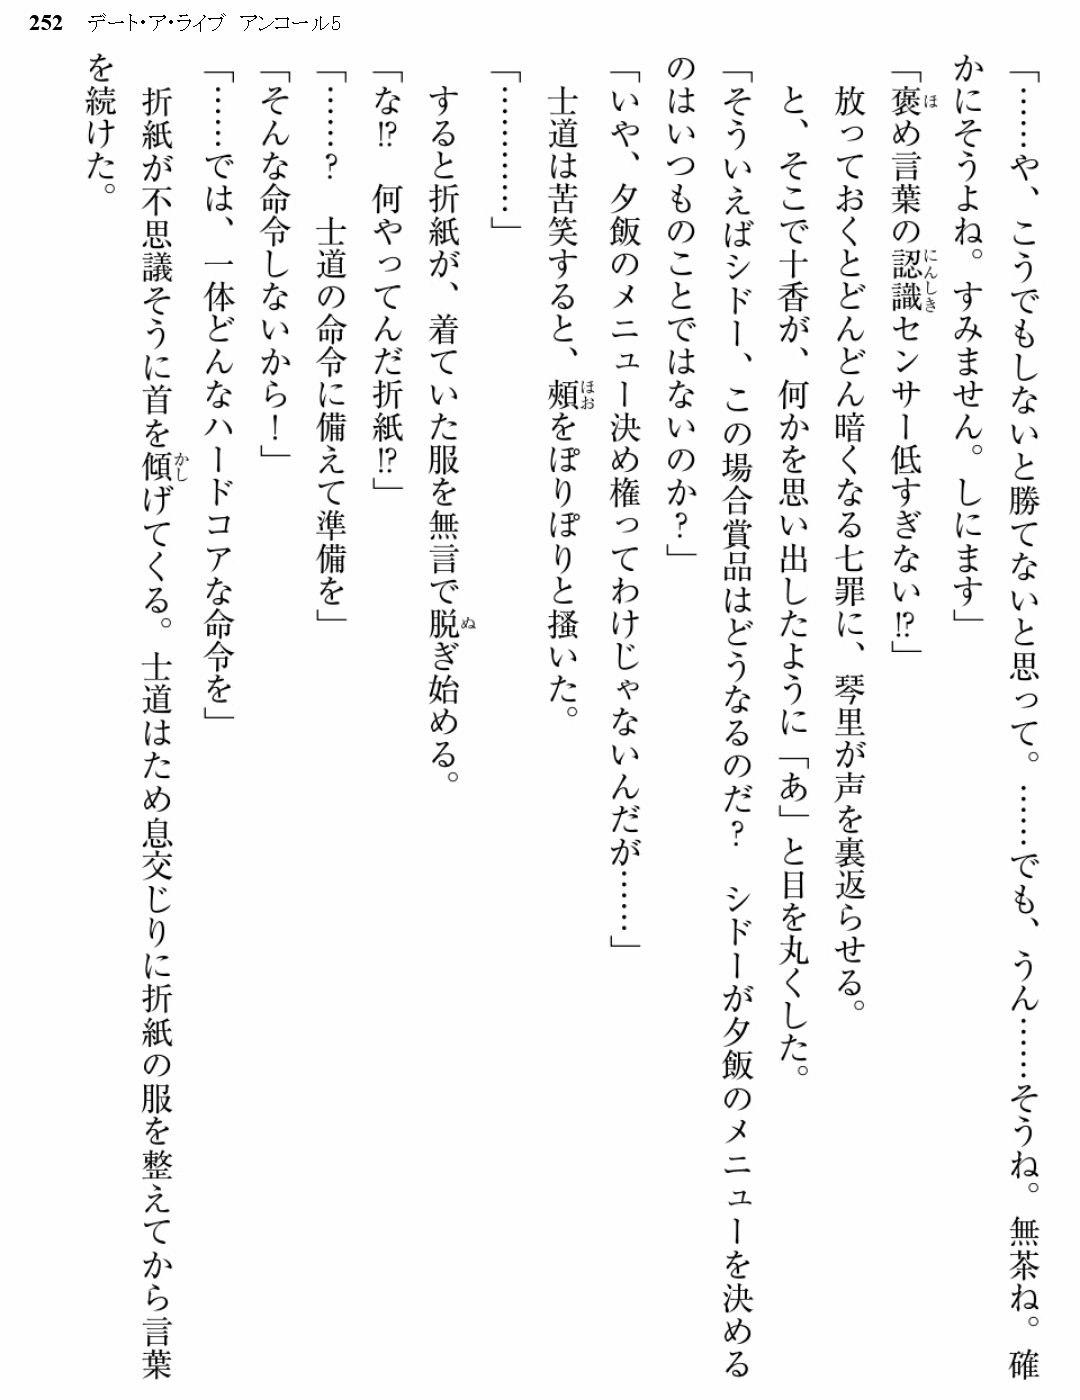 252 デート・ア・ライブ アンコール5
「……や、こうでもしないと勝てないと思って。……でも、うん……そうね。無茶ね。確
かにそうよね。すみません。しにます」
「褒め言葉の認識センサー低すぎない!?」
放っておくとどんどん暗くなる七罪に、琴里が声を裏返らせる。
と、そこで十香が、何かを思い出したように「あ」と目を丸くした。
「そういえばシドー、この場合賞品はどうなるのだ？　シドーが夕飯のメニューを決める
のはいつものことではないのか？」
「いや、夕飯のメニュー決め権ってわけじゃないんだが……」
士道は苦笑すると、頰をぽりぽりと搔いた。
「…………」
すると折紙が、着ていた服を無言で脱ぎ始める。
「な!?　何やってんだ折紙!?」
「……？　士道の命令に備えて準備を」
「そんな命令しないから！」
「……では、一体どんなハードコアな命令を」
折紙が不思議そうに首を傾げてくる。士道はため息交じりに折紙の服を整えてから言葉
を続けた。